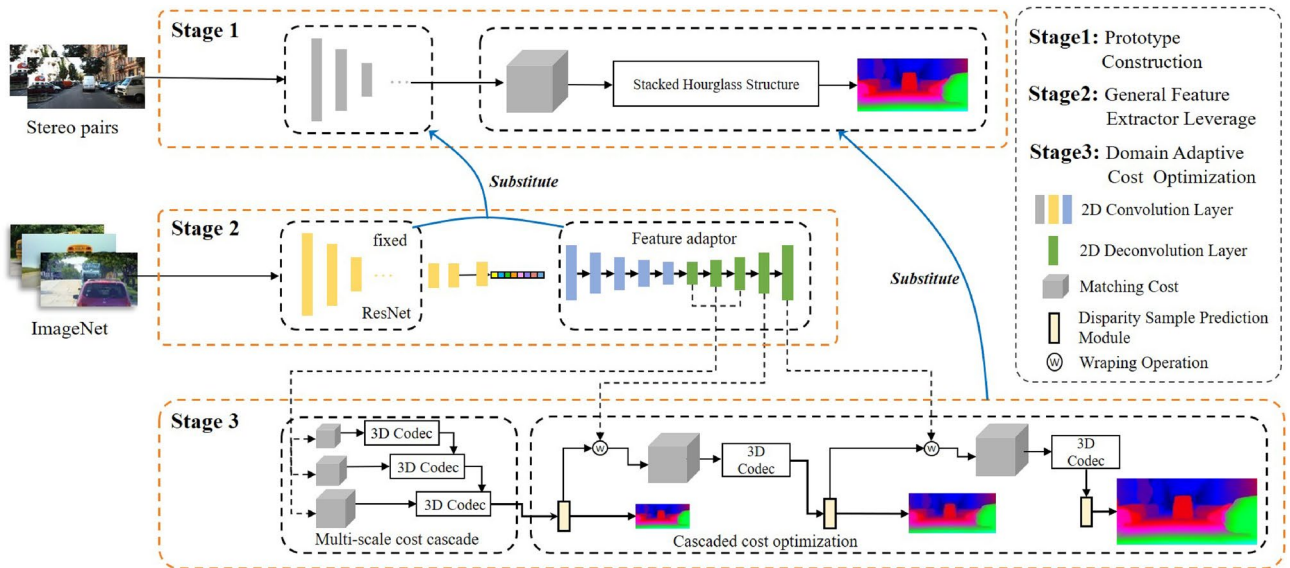 Stage 1
Stereo pairs
Stacked Hourglass Structure
Substitute
Stage 2
ImageNet
fixed
ResNet
Feature adaptor
Substitute
Stage 3
3D Codec
3D Codec
3D Codec
Multi-scale cost cascade
W
3D
Codec
W
3D
Codec
Cascaded cost optimization
Stage1: Prototype
Construction
Stage2: General Feature
Extractor Leverage
Stage3: Domain Adaptive
Cost Optimization
2D Convolution Layer
2D Deconvolution Layer
Matching Cost
Disparity Sample Prediction
Module
W
Wraping Operation